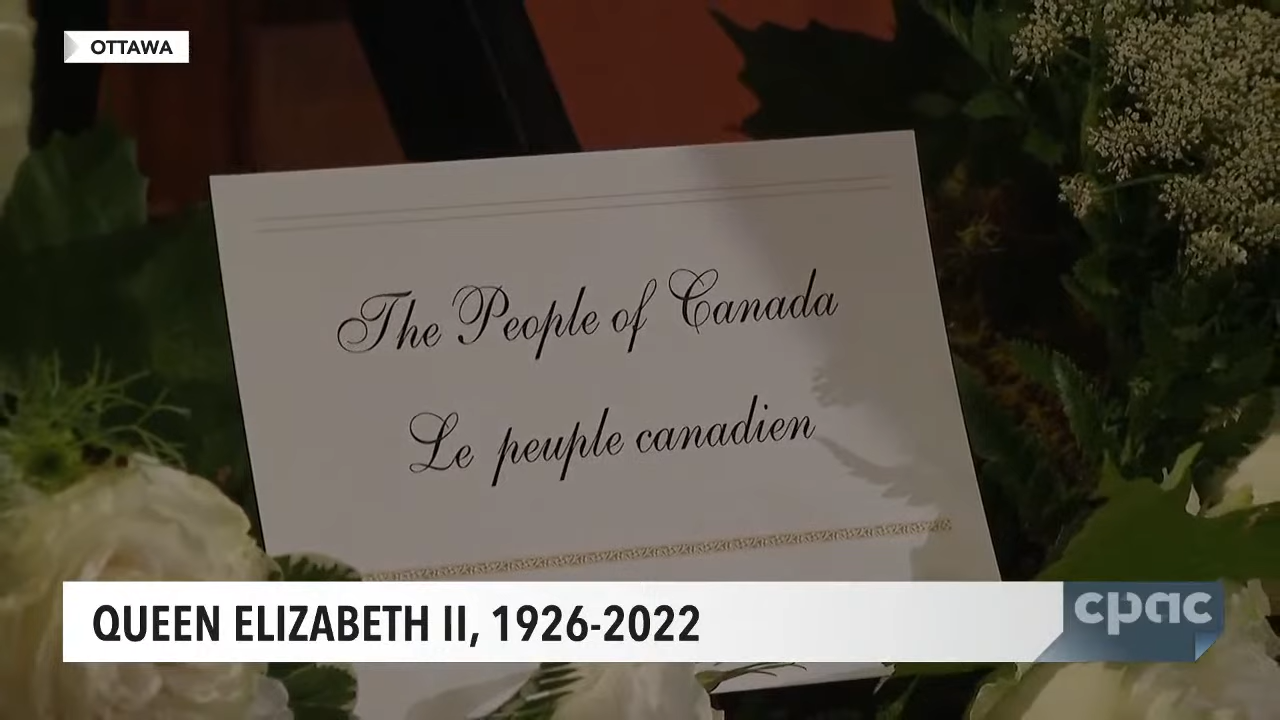 OTTAWA
The People of Canada
Le peuple canadien
QUEEN ELIZABETH II, 1926-2022
cpac